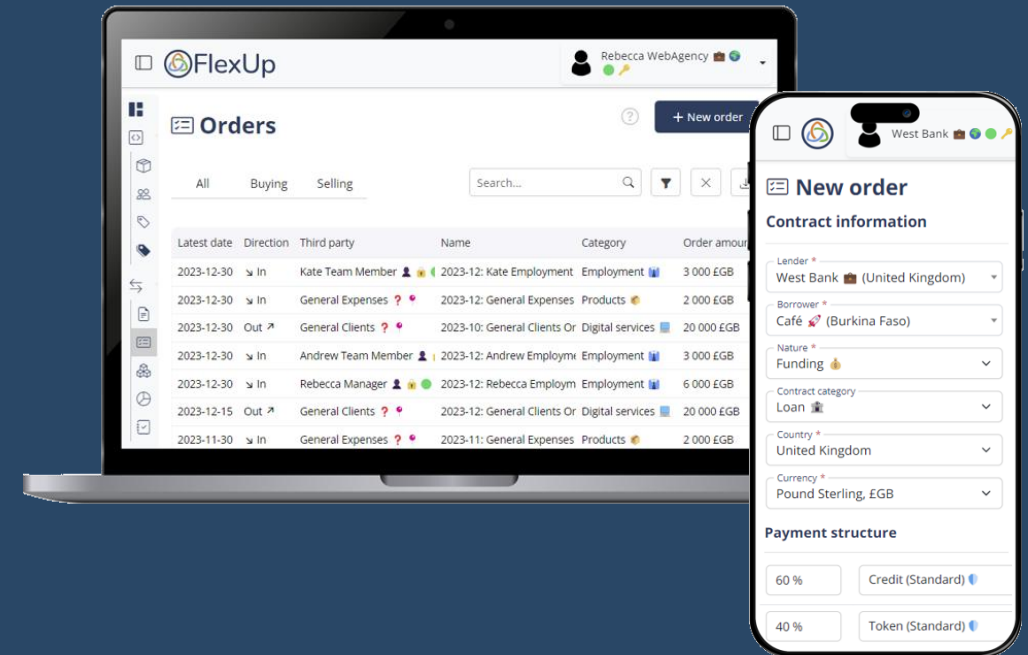 FlexUp
Rebecca WebAgency
Orders
+ New order
All Buying Selling
Search...
Latest date Direction Third party Name Category Order amoun
2023-12-30 In Kate Team Member 2023-12: Kate Employment Employment 3 000 £GB
2023-12-30 In General Expenses 2023-12: General Expenses Products 2 000 £GB
2023-12-30 Out General Clients 2023-10: General Clients Or Digital services 20 000 £GB
2023-12-30 In Andrew Team Member 2023-12: Andrew Employme Employment 3 000 £GB
2023-12-30 In Rebecca Manager 2023-12: Rebecca Employm Employment 6 000 £GB
2023-12-15 Out General Clients 2023-12: General Clients Or Digital services 20 000 £GB
2023-11-30 In General Expenses 2023-11: General Expenses Products 2 000 £GB
West Bank
New order
Contract information
Lender *
West Bank (United Kingdom)
Borrower *
Café (Burkina Faso)
Nature *
Funding
Contract category
Loan
Country *
United Kingdom
Currency *
Pound Sterling, £GB
Payment structure
60 % Credit (Standard)
40 % Token (Standard)